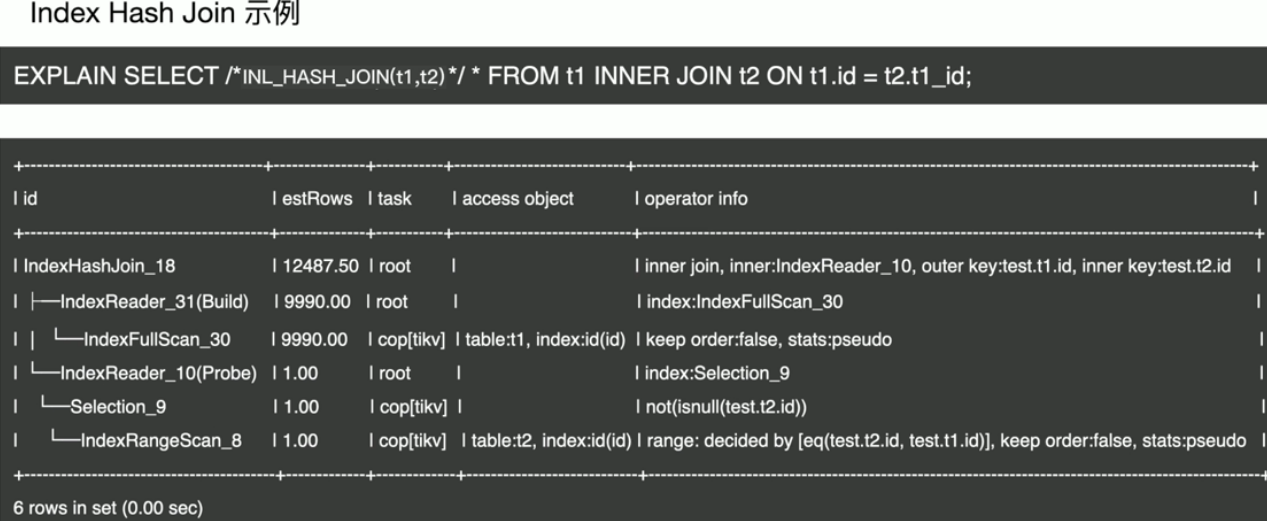 Index Hash Join 示例
EXPLAIN SELECT /*INL_HASH_JOIN(t1,t2)*/ * FROM t1 INNER JOIN t2 ON t1.id = t2.t1_id;
+-----------------------------+-----------+---------+----------------------+--------------------------------------------------------------------------+
| id | estRows | task | access object | operator info |
+-----------------------------+-----------+---------+----------------------+--------------------------------------------------------------------------+
| IndexHashJoin_18 | 12487.50 | root | | inner join, inner:IndexReader_10, outer key:test.t1.id, inner key:test.t2.id |
| ├──IndexReader_31(Build) | 9990.00 | root | | index:IndexFullScan_30 |
| │ └──IndexFullScan_30 | 9990.00 | cop[tikv] | table:t1, index:id(id) | keep order:false, stats:pseudo |
| └──IndexReader_10(Probe) | 1.00 | root | | index:Selection_9 |
| └──Selection_9 | 1.00 | cop[tikv] | | not(isnull(test.t2.id)) |
| └──IndexRangeScan_8 | 1.00 | cop[tikv] | table:t2, index:id(id) | range: decided by [eq(test.t2.id, test.t1.id)], keep order:false, stats:pseudo |
+-----------------------------+-----------+---------+----------------------+--------------------------------------------------------------------------+
6 rows in set (0.00 sec)